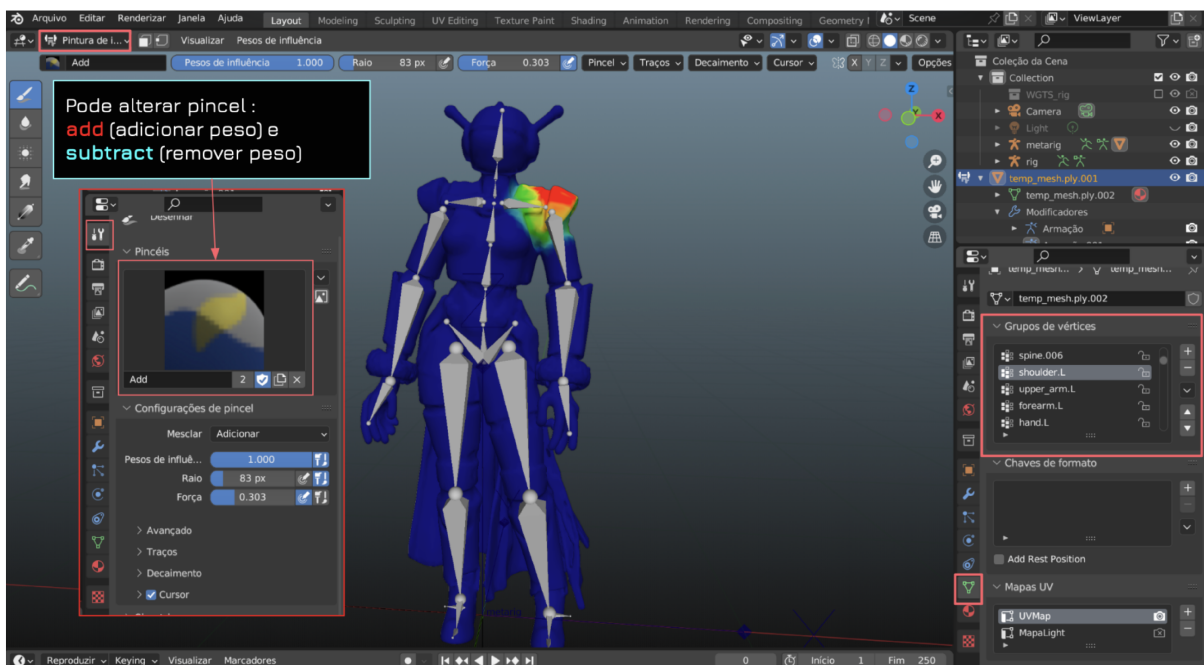 Arquivo Editar Renderizar Janela Ajuda Layout Modeling Sculpting UV Editing Texture Paint Shading Animation Rendering Compositing Geometry Scene ViewLayer
Pintura de i... Visualizar Pesos de influência
Add Pesos de influência 1.000 Raio 83 px Força 0.303 Pincel Traços Decaimento Cursor X Y Z Opções
Pode alterar pincel :
add (adicionar peso) e
subtract (remover peso)
Desenhar
Pincéis
Add 2
Configurações de pincel
Mesclar Adicionar
Pesos de influê... 1.000
Raio 83 px
Força 0.303
Avançado
Traços
Decaimento
Cursor
Z
X
metarig
Coleção da Cena
Collection
WGTS_rig
Camera
Light
metarig
rig
temp_mesh.ply.001
temp_mesh.ply.002
Modificadores
Armação
temp_mesh... temp_mesh...
temp_mesh.ply.002
Grupos de vértices
spine.006
shoulder.L
upper_arm.L
forearm.L
hand.L
Chaves de formato
Add Rest Position
Mapas UV
UVMap
MapaLight
Reproduzir Keying Visualizar Marcadores 0 Início 1 Fim 250